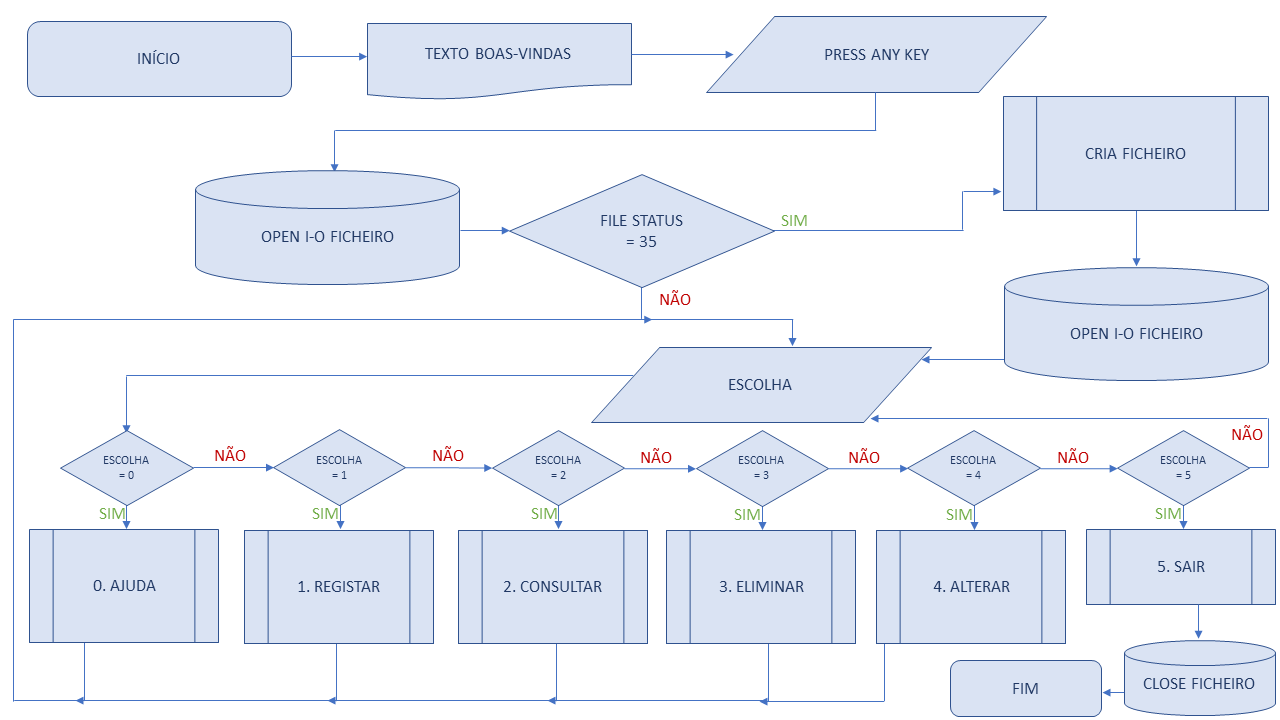 INÍCIO
TEXTO BOAS-VINDAS
PRESS ANY KEY
CRIA FICHEIRO
OPEN I-O FICHEIRO
FILE STATUS
= 35
SIM
NÃO
OPEN I-O FICHEIRO
ESCOLHA
ESCOLHA
= 0
NÃO
ESCOLHA
= 1
NÃO
ESCOLHA
= 2
NÃO
ESCOLHA
= 3
NÃO
ESCOLHA
= 4
NÃO
ESCOLHA
= 5
NÃO
SIM
SIM
SIM
SIM
SIM
SIM
0. AJUDA
1. REGISTAR
2. CONSULTAR
3. ELIMINAR
4. ALTERAR
5. SAIR
FIM
CLOSE FICHEIRO